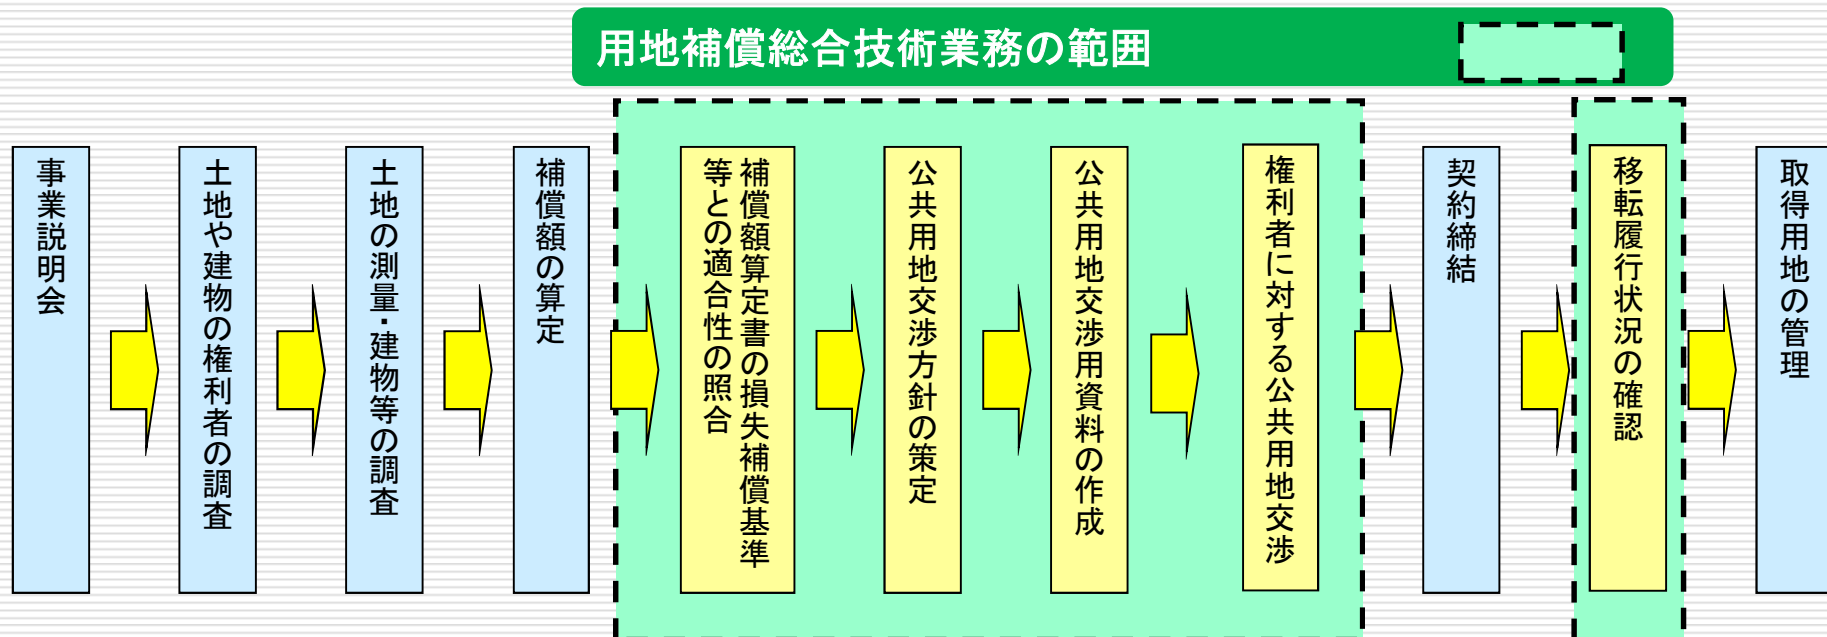 用地補償総合技術業務の範囲
事業説明会
土地や建物の権利者の調査
土地の測量・建物等の調査
補償額の算定
補償額算定書の損失補償基準
等との適合性の照合
公共用地交渉方針の策定
公共用地交渉用資料の作成
権利者に対する公共用地交渉
契約締結
移転履行状況の確認
取得用地の管理